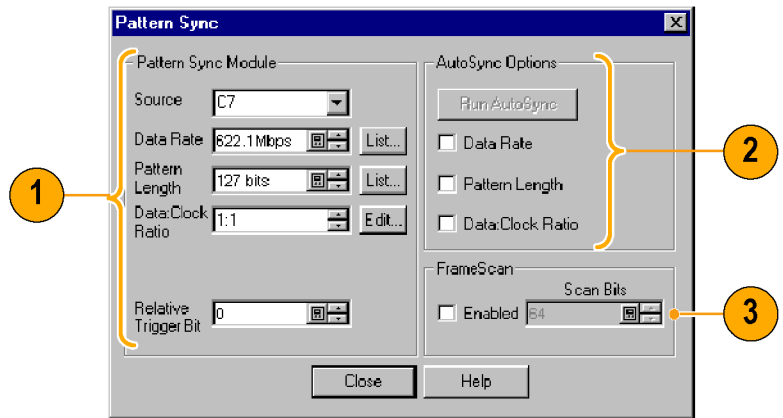 Pattern Sync
Pattern Sync Module
Source C7
Data Rate 622.1Mbps List...
Pattern Length 127 bits List...
Data:Clock Ratio 1:1 Edit...
Relative Trigger Bit 0
AutoSync Options
Run AutoSync
Data Rate
Pattern Length
Data:Clock Ratio
FrameScan
Scan Bits
Enabled 64
Close Help
1
2
3